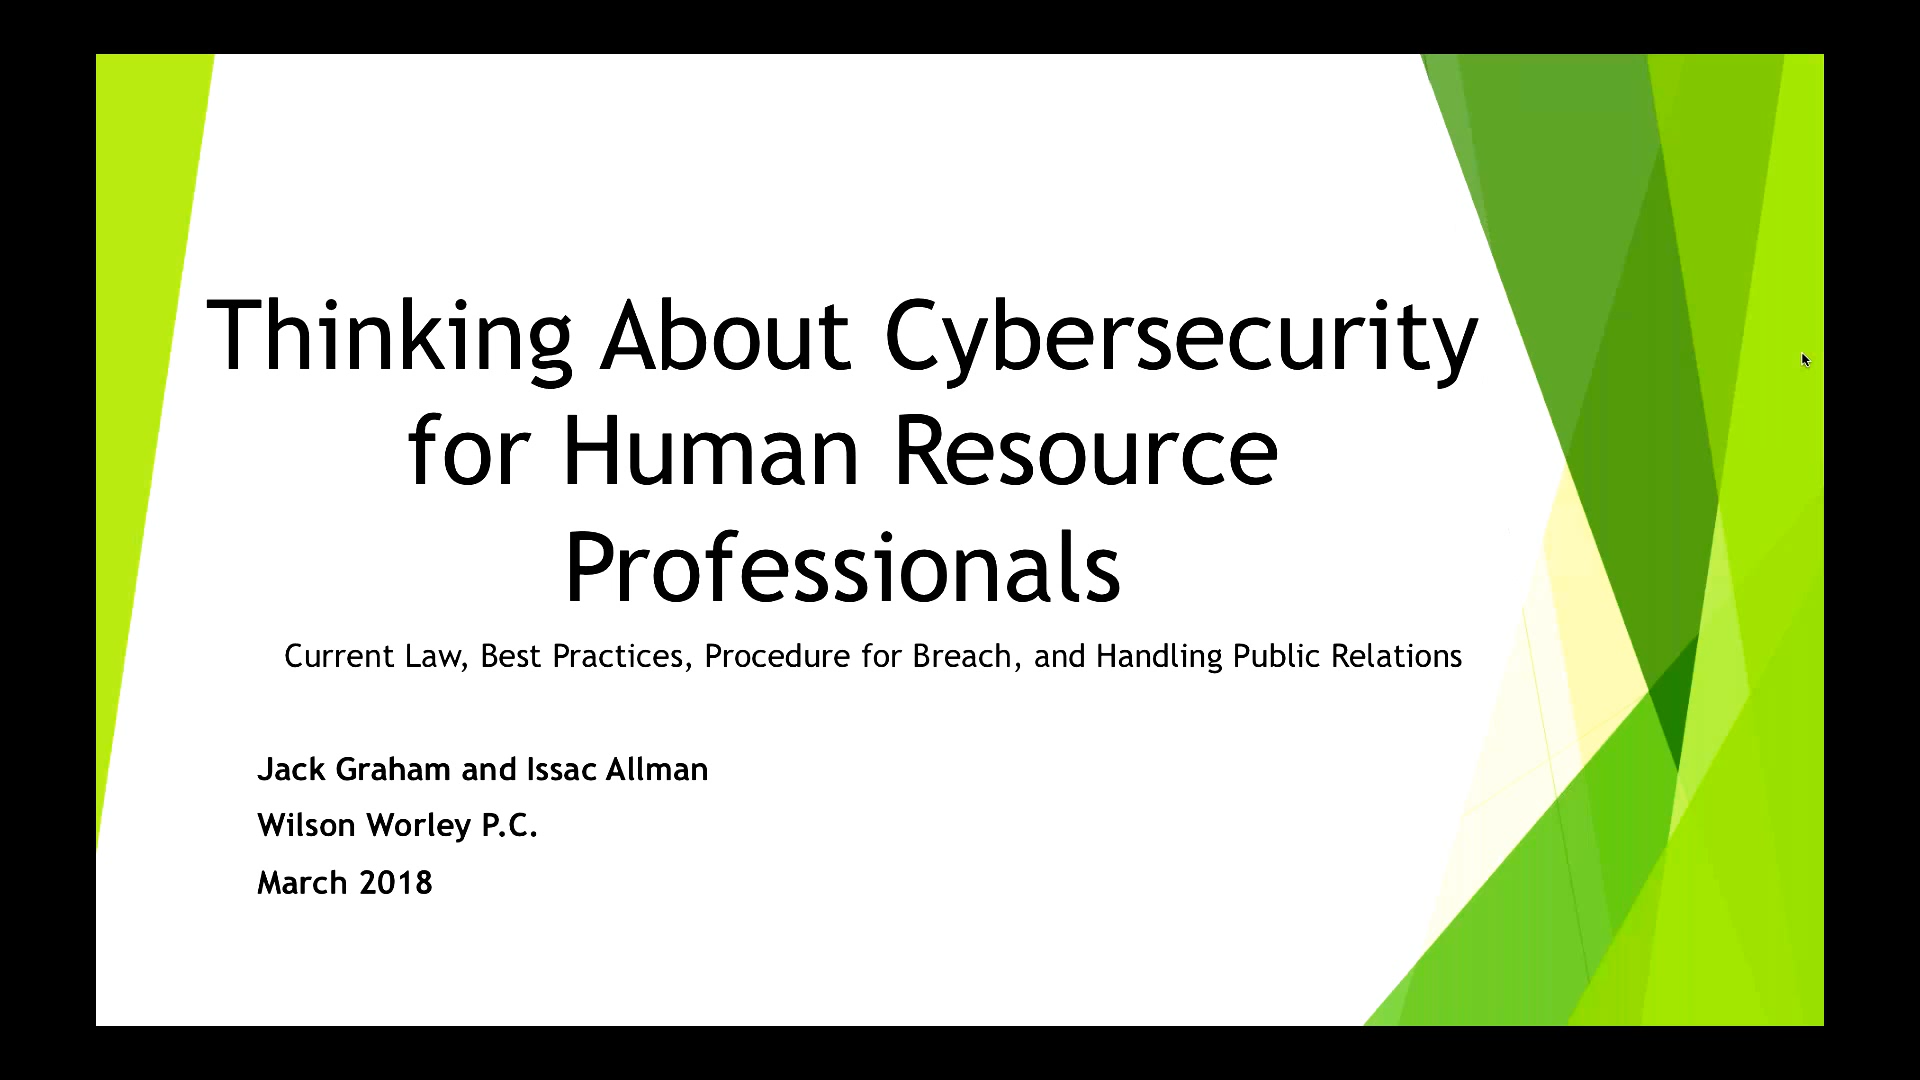 Thinking About Cybersecurity
for Human Resource
Professionals
Current Law, Best Practices, Procedure for Breach, and Handling Public Relations
Jack Graham and Issac Allman
Wilson Worley P.C.
March 2018